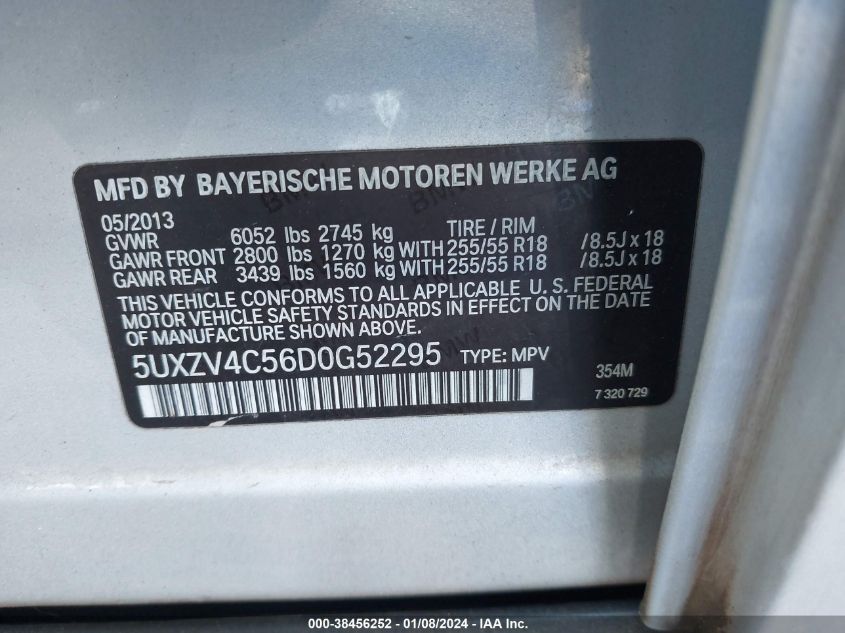 MFD BY BAYERISCHE MOTOREN WERKE AG
05/2013 TIRE / RIM
GVWR 6052 lbs 2745 kg
GAWR FRONT 2800 lbs 1270 kg WITH 255/55 R18 /8.5J x 18
GAWR REAR 3439 lbs 1560 kg WITH 255/55 R18 /8.5J x 18
THIS VEHICLE CONFORMS TO ALL APPLICABLE U. S. FEDERAL
MOTOR VEHICLE SAFETY STANDARDS IN EFFECT ON THE DATE
OF MANUFACTURE SHOWN ABOVE.
5UXZV4C56D0G52295 TYPE: MPV
354M
7 320 729
000-38456252 - 01/08/2024 - IAA Inc.